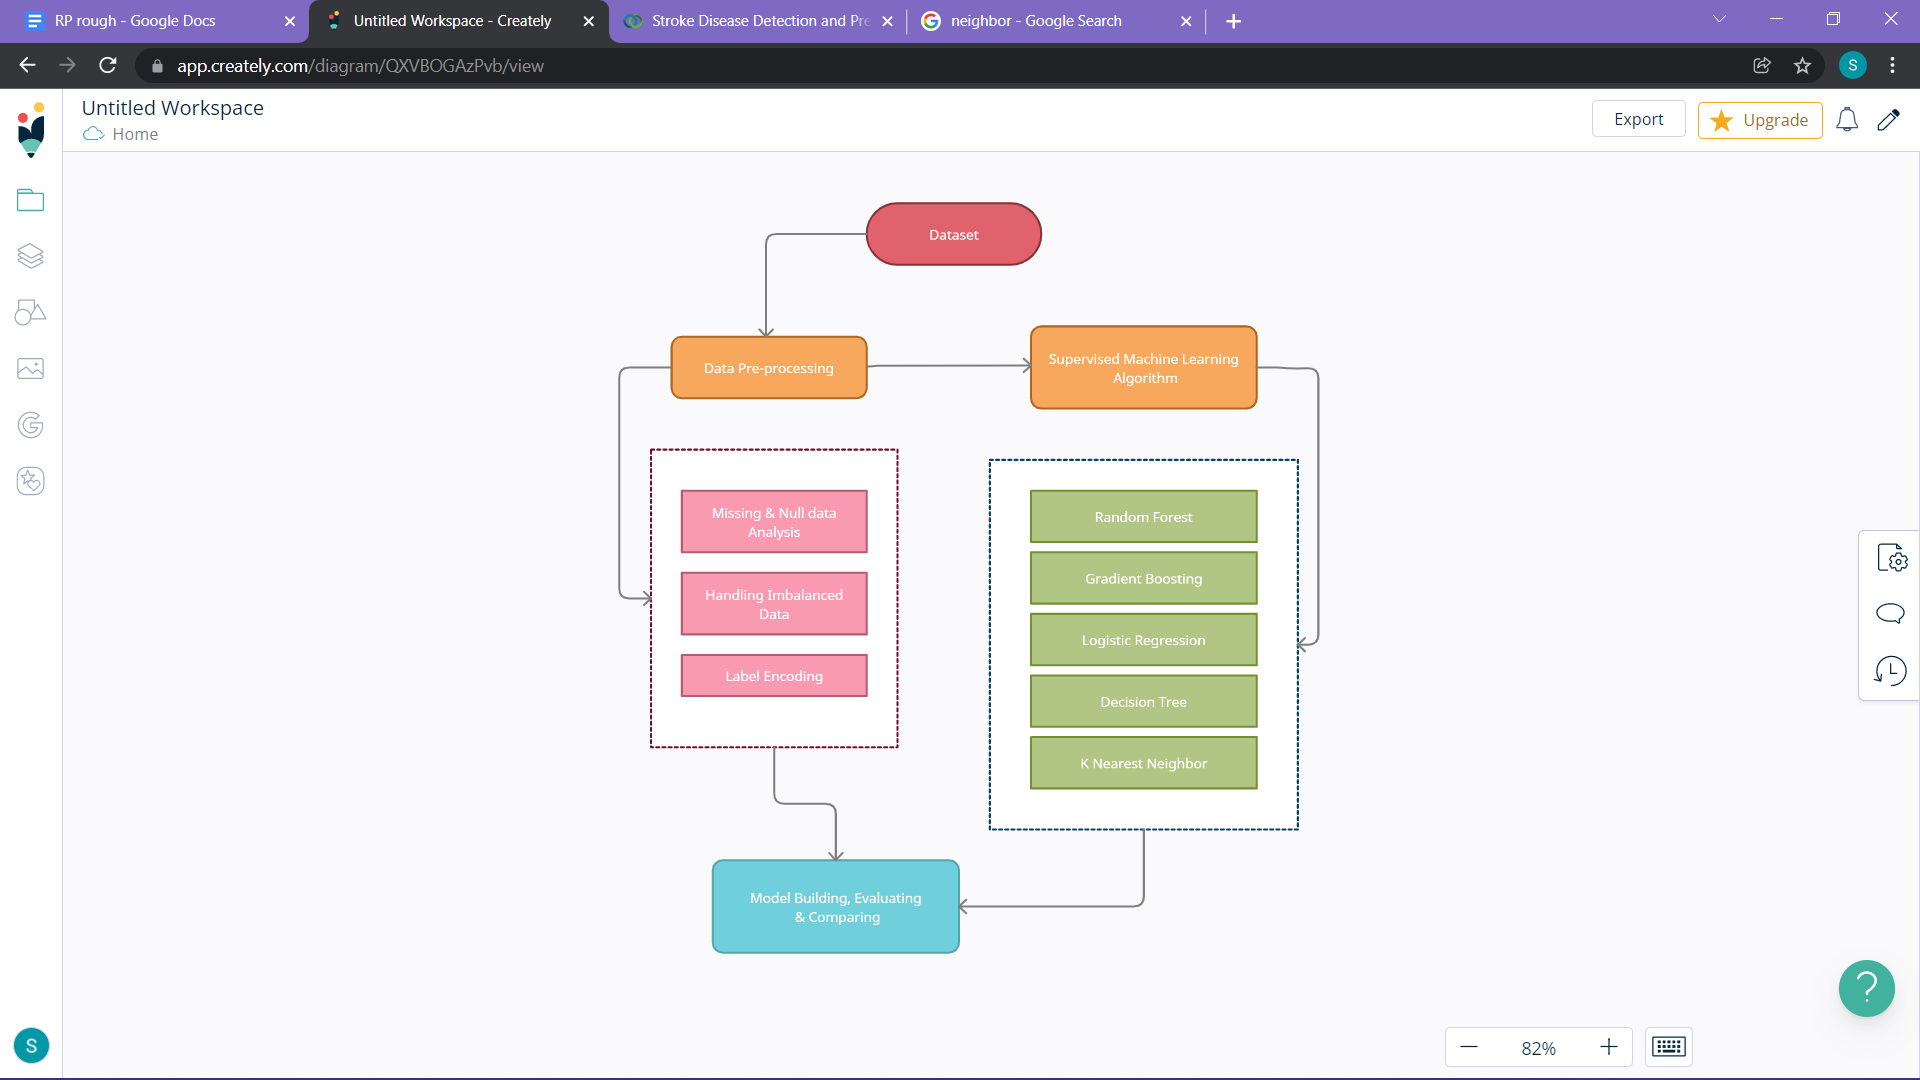 RP rough - Google Docs
Untitled Workspace - Creately
Stroke Disease Detection and Pre
neighbor - Google Search
app.creately.com/diagram/QXVBOGAzPvb/view
S
Untitled Workspace
Home
Export
Upgrade
Dataset
Data Pre-processing
Supervised Machine Learning
Algorithm
Missing & Null data
Analysis
Handling Imbalanced
Data
Label Encoding
Random Forest
Gradient Boosting
Logistic Regression
Decision Tree
K Nearest Neighbor
Model Building, Evaluating
& Comparing
?
S
82%